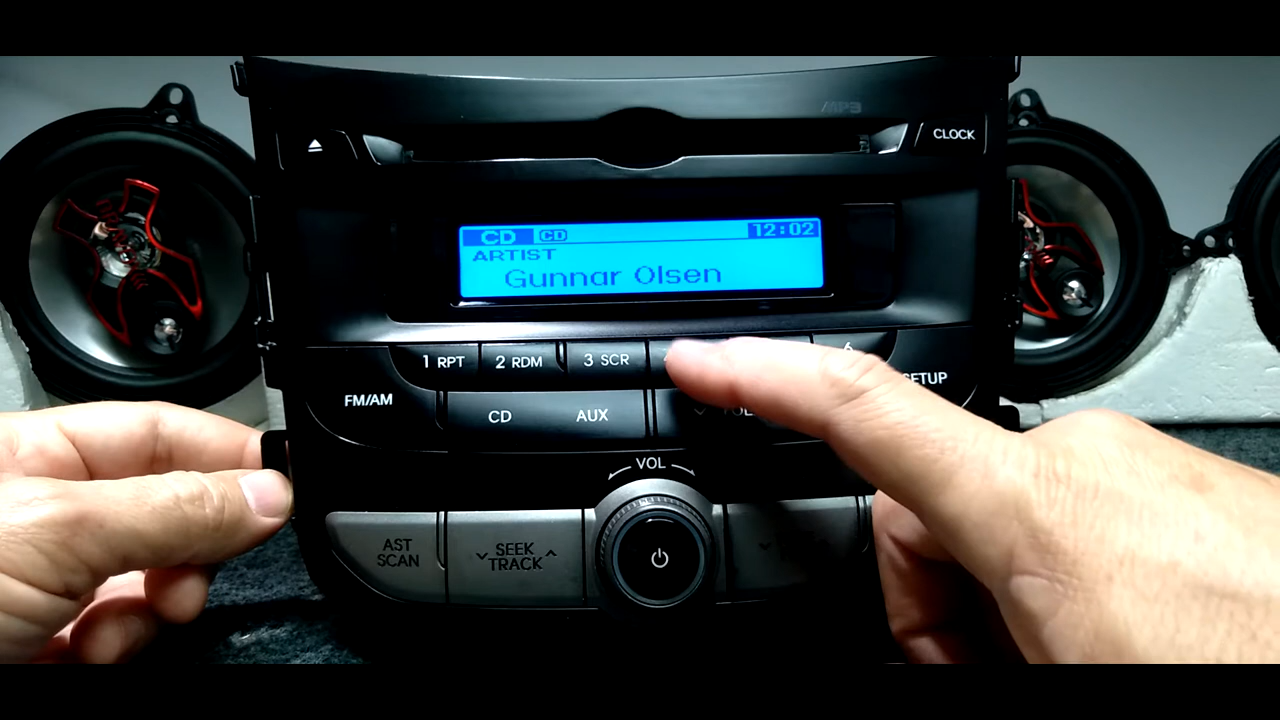 MP3
CLOCK
CD CD 12:02
ARTIST
Gunnar Olsen
1 RPT 2 RDM 3 SCR 6
FM/AM CD AUX SETUP
VOL
AST
SCAN
SEEK
TRACK